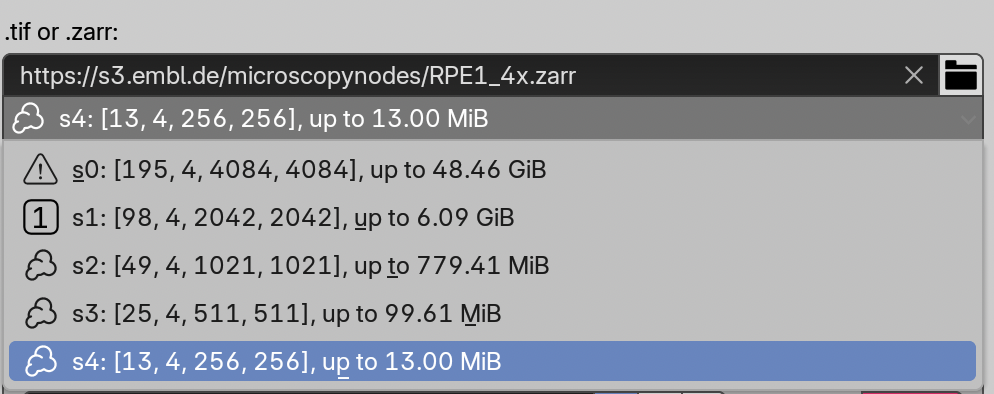 .tif or .zarr:
https://s3.embl.de/microscopynodes/RPE1_4x.zarr
s4: [13, 4, 256, 256], up to 13.00 MiB
s0: [195, 4, 4084, 4084], up to 48.46 GiB
1 s1: [98, 4, 2042, 2042], up to 6.09 GiB
s2: [49, 4, 1021, 1021], up to 779.41 MiB
s3: [25, 4, 511, 511], up to 99.61 MiB
s4: [13, 4, 256, 256], up to 13.00 MiB